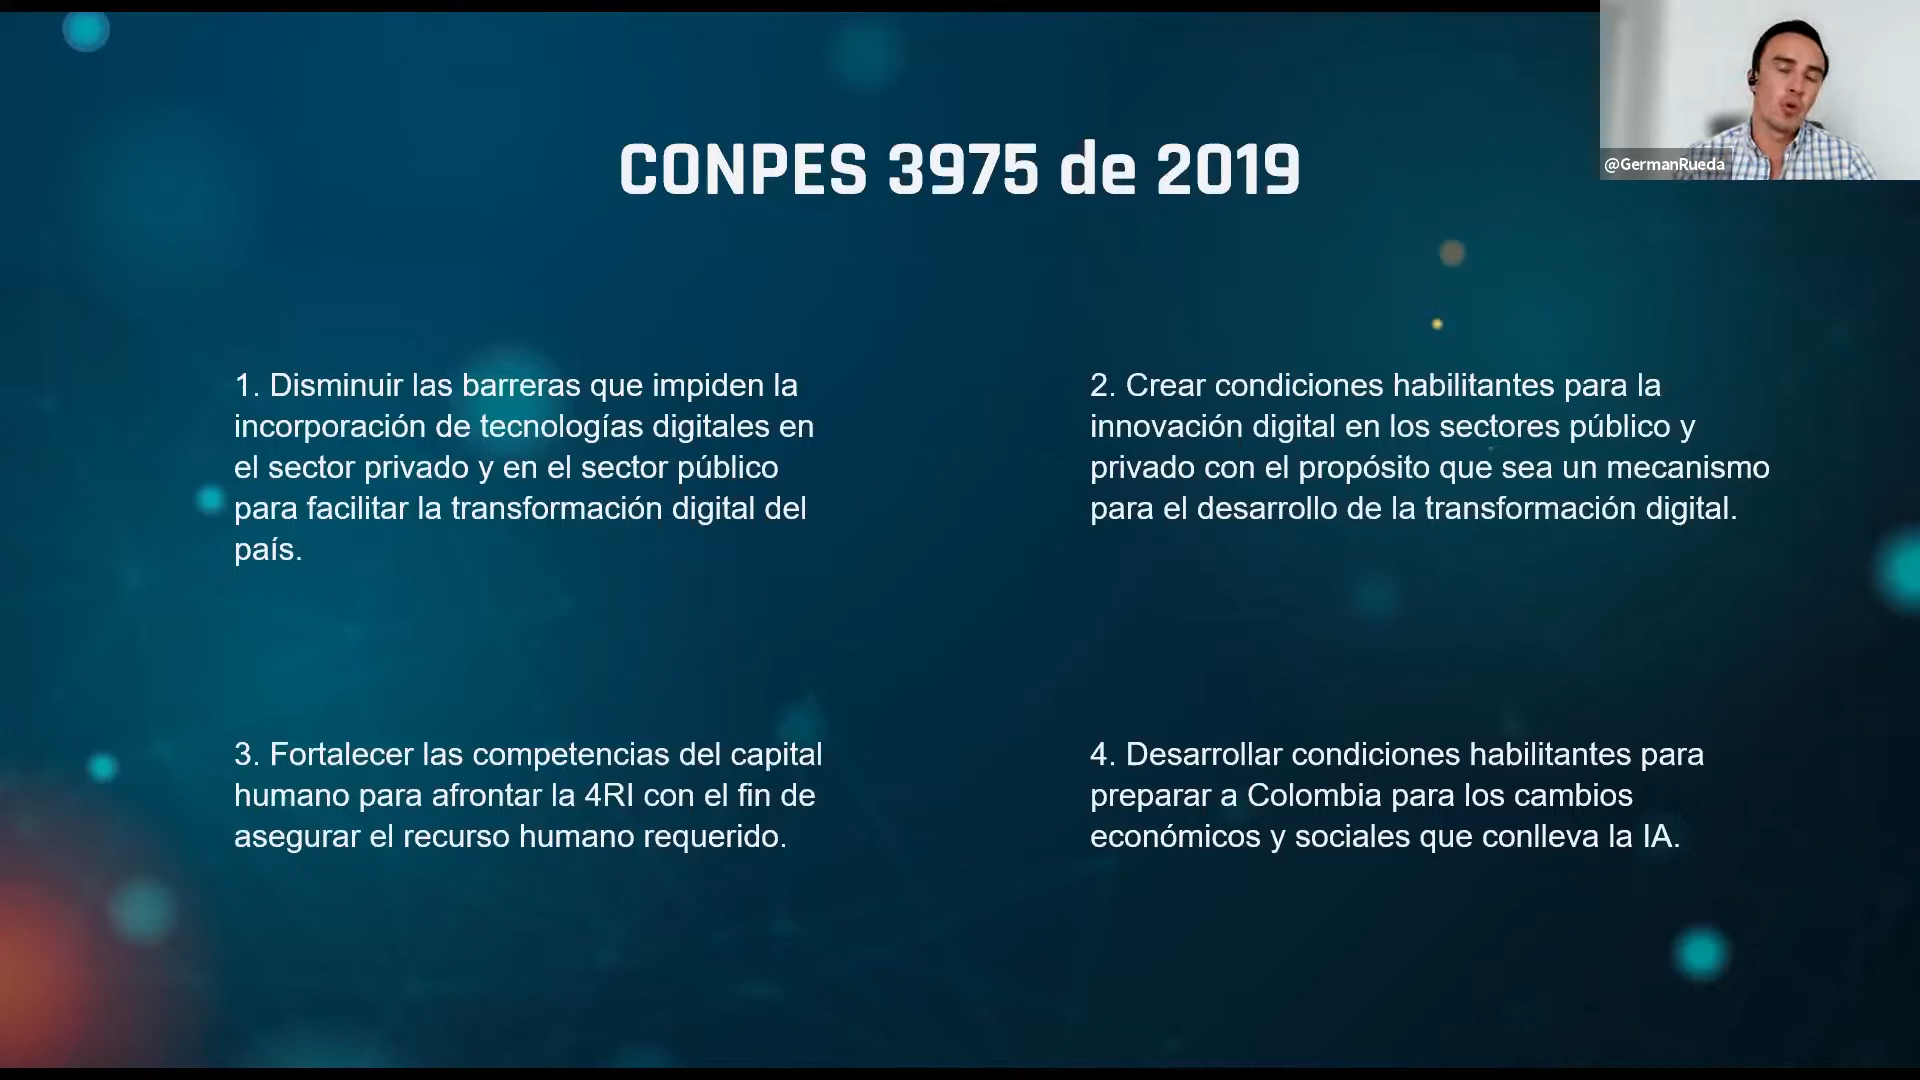 CONPES 3975 de 2019
@GermanRueda
1. Disminuir las barreras que impiden la
incorporación de tecnologías digitales en
el sector privado y en el sector público
para facilitar la transformación digital del
país.
2. Crear condiciones habilitantes para la
innovación digital en los sectores público y
privado con el propósito que sea un mecanismo
para el desarrollo de la transformación digital.
3. Fortalecer las competencias del capital
humano para afrontar la 4RI con el fin de
asegurar el recurso humano requerido.
4. Desarrollar condiciones habilitantes para
preparar a Colombia para los cambios
económicos y sociales que conlleva la IA.